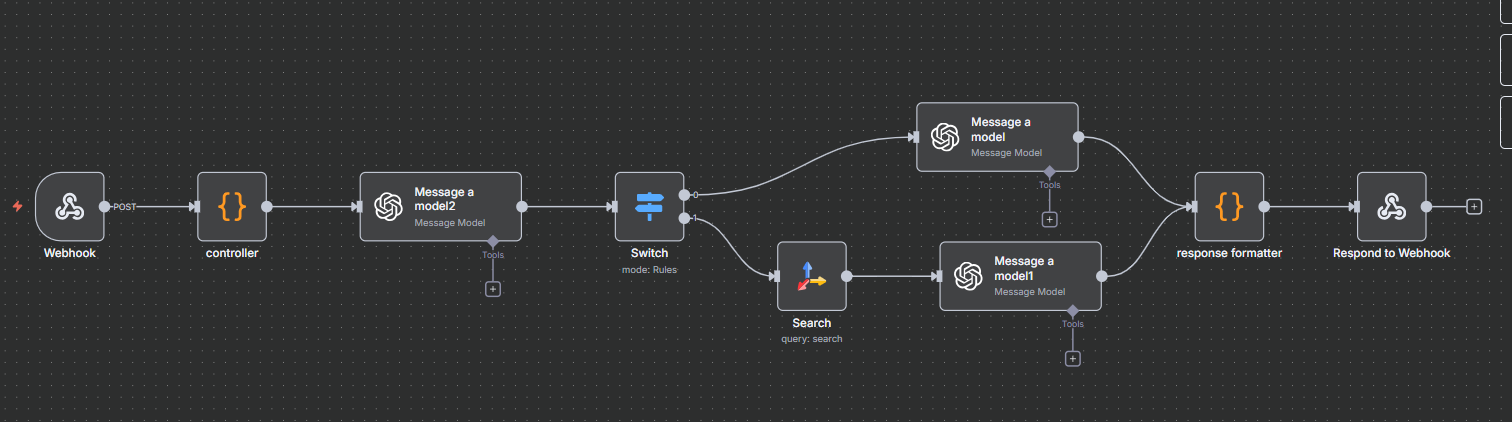 POST
Webhook
{}
controller
Message a
model2
Message Model
Tools
+
0
1
Switch
mode: Rules
Search
query: search
Message a
model
Message Model
Tools
+
Message a
model1
Message Model
Tools
+
{}
response formatter
Respond to Webhook
+